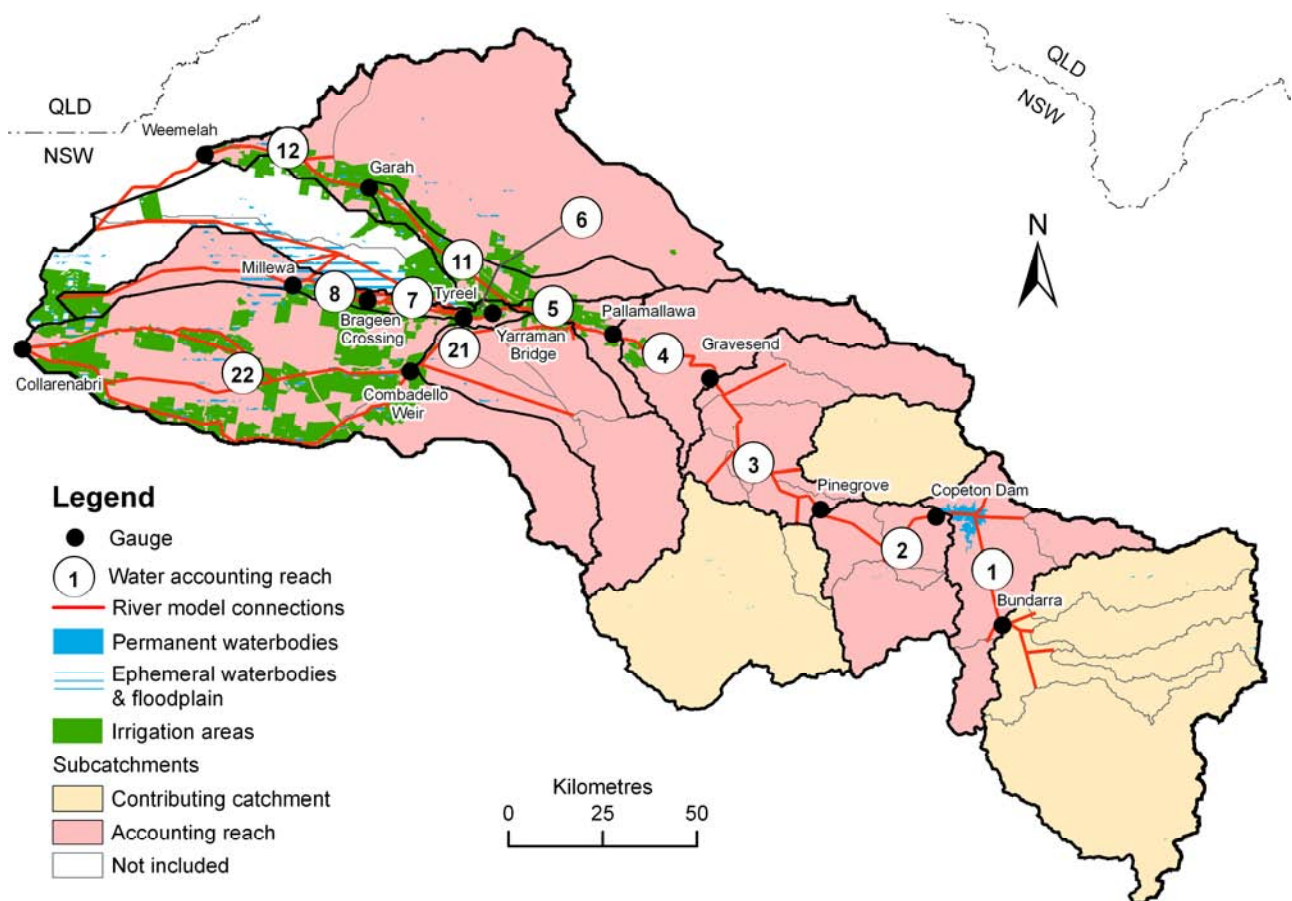 QLD
NSW
QLD
NSW
Weemelah
12
Garah
6
N
11
Millewa
8
7
Tyreel
5
Pallamallawa
Brageen
Crossing
Yarraman
Bridge
21
4
Gravesend
Collarenabri
22
Combadello
Weir
3
Pinegrove
Copeton Dam
2
1
Bundarra
Legend
Gauge
1
Water accounting reach
River model connections
Permanent waterbodies
Ephemeral waterbodies
& floodplain
Irrigation areas
Subcatchments
Contributing catchment
Accounting reach
Not included
Kilometres
0 25 50